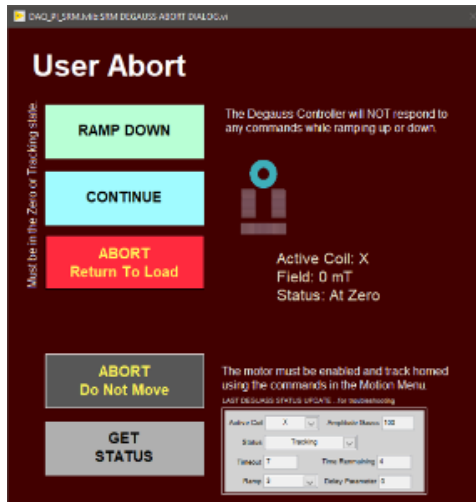 DAQ_PI_SRM.lvlib:SRM DEGAUSS ABORT DIALOG.vi
User Abort
Must be in the Zero or Tracking state.
RAMP DOWN
The Degauss Controller will NOT respond to
any commands while ramping up or down.
CONTINUE
ABORT
Return To Load
Active Coil: X
Field: 0 mT
Status: At Zero
ABORT
Do Not Move
The motor must be enabled and track homed
using the commands in the Motion Menu.
LAST DEGUASS STATUS UPDATE... for troubleshooting
GET
STATUS
Active Coil X Amplitude Gauss 100
Status Tracking
Timeout 7 Time Remaining 4
Ramp 3 Delay Parameter